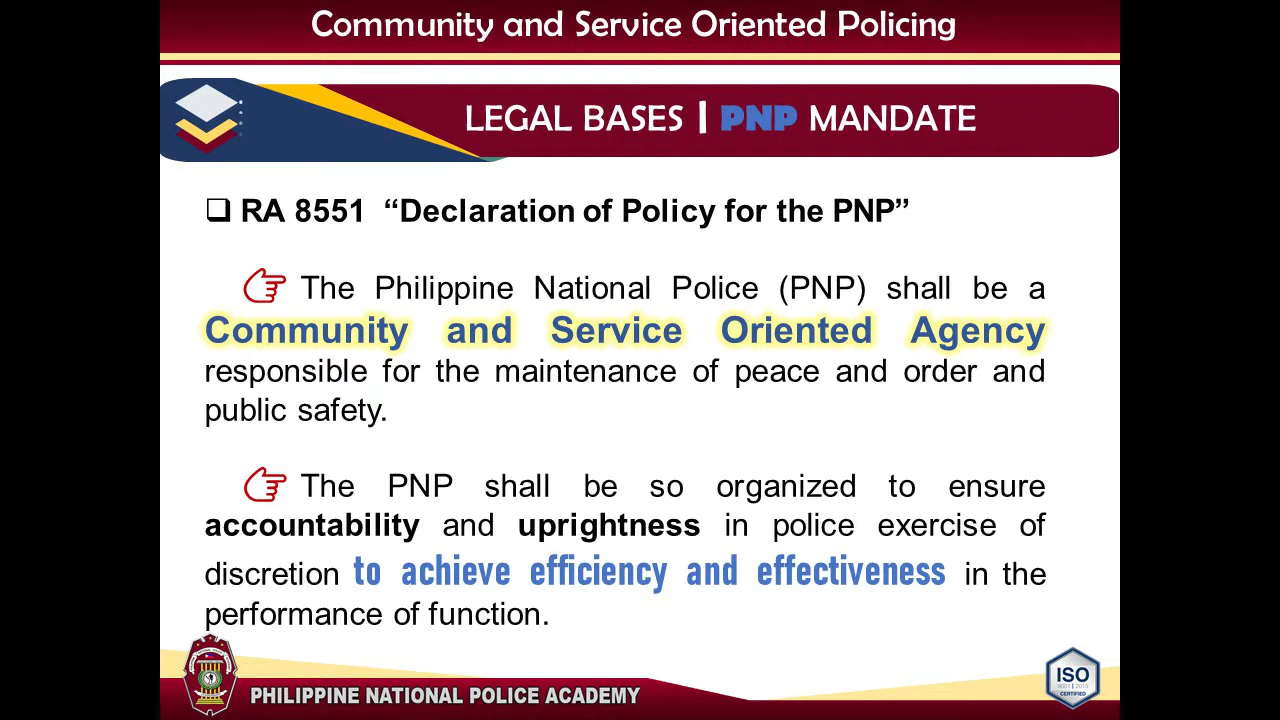 Community and Service Oriented Policing
LEGAL BASES | PNP MANDATE
RA 8551 “Declaration of Policy for the PNP”
The Philippine National Police (PNP) shall be a
Community and Service Oriented Agency
responsible for the maintenance of peace and order and
public safety.
The PNP shall be so organized to ensure
accountability and uprightness in police exercise of
discretion to achieve efficiency and effectiveness in the
performance of function.
PHILIPPINE NATIONAL POLICE ACADEMY
ISO
9001 | 2015
CERTIFIED